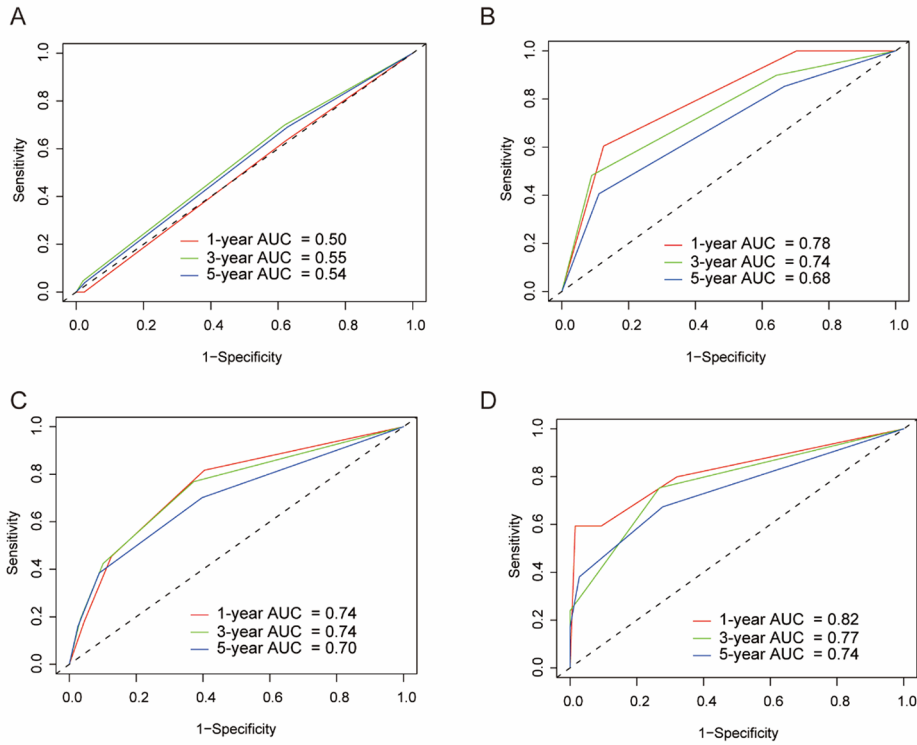 A
Sensitivity
0.0 0.2 0.4 0.6 0.8 1.0
1-year AUC = 0.50
3-year AUC = 0.55
5-year AUC = 0.54
0.0 0.2 0.4 0.6 0.8 1.0
1−Specificity
B
Sensitivity
0.0 0.2 0.4 0.6 0.8 1.0
1-year AUC = 0.78
3-year AUC = 0.74
5-year AUC = 0.68
0.0 0.2 0.4 0.6 0.8 1.0
1−Specificity
C
Sensitivity
0.0 0.2 0.4 0.6 0.8 1.0
1-year AUC = 0.74
3-year AUC = 0.74
5-year AUC = 0.70
0.0 0.2 0.4 0.6 0.8 1.0
1−Specificity
D
Sensitivity
0.0 0.2 0.4 0.6 0.8 1.0
1-year AUC = 0.82
3-year AUC = 0.77
5-year AUC = 0.74
0.0 0.2 0.4 0.6 0.8 1.0
1−Specificity